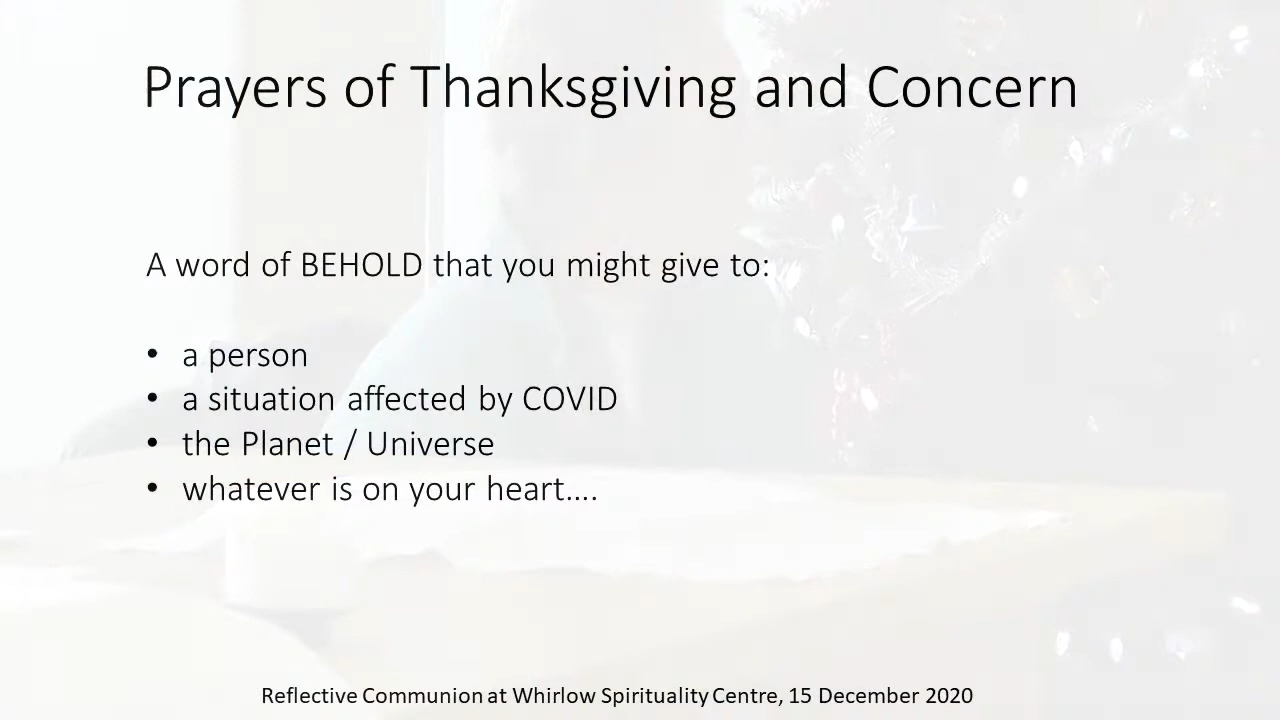 Prayers of Thanksgiving and Concern
A word of BEHOLD that you might give to:
• a person
• a situation affected by COVID
• the Planet / Universe
• whatever is on your heart....
Reflective Communion at Whirlow Spirituality Centre, 15 December 2020